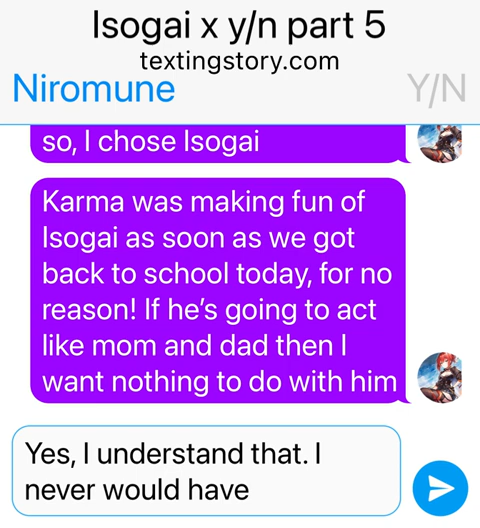 Isogai x y/n part 5
textingstory.com
Niromune
Y/N
so, I chose Isogai
Karma was making fun of
Isogai as soon as we got
back to school today, for no
reason! If he’s going to act
like mom and dad then I
want nothing to do with him
Yes, I understand that. I
never would have